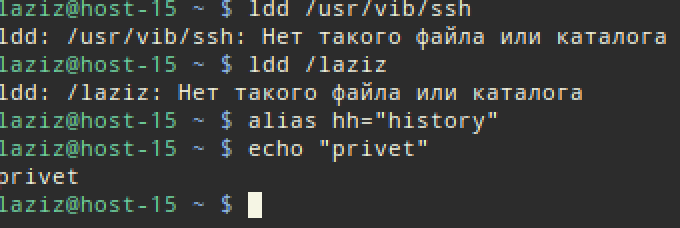 laziz@host-15 ~ $ ldd /usr/vib/ssh
ldd: /usr/vib/ssh: Нет такого файла или каталога
laziz@host-15 ~ $ ldd /laziz
ldd: /laziz: Нет такого файла или каталога
laziz@host-15 ~ $ alias hh="history"
laziz@host-15 ~ $ echo "privet"
privet
laziz@host-15 ~ $